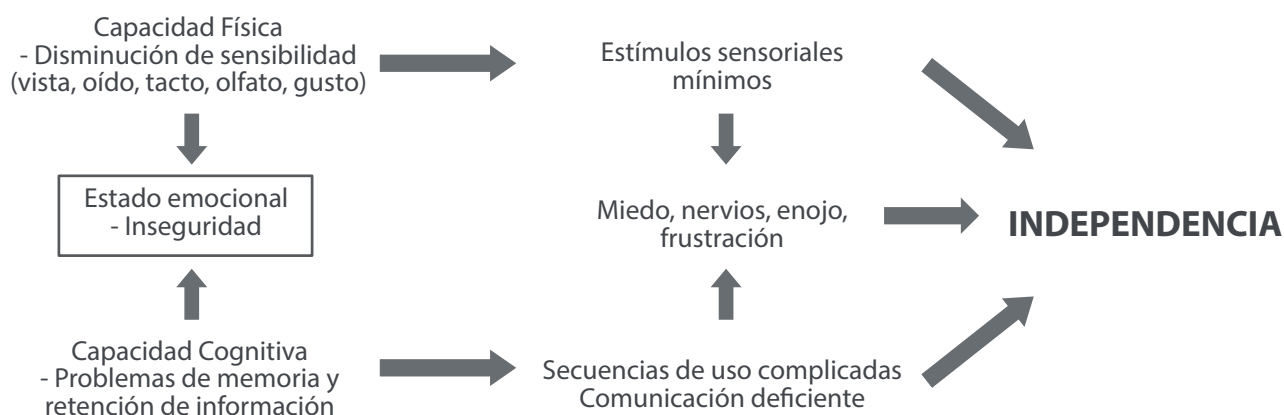 Capacidad Física
- Disminución de sensibilidad
(vista, oído, tacto, olfato, gusto)
Estímulos sensoriales
mínimos
Estado emocional
- Inseguridad
Miedo, nervios, enojo,
frustración
INDEPENDENCIA
Capacidad Cognitiva
- Problemas de memoria y
retención de información
Secuencias de uso complicadas
Comunicación deficiente